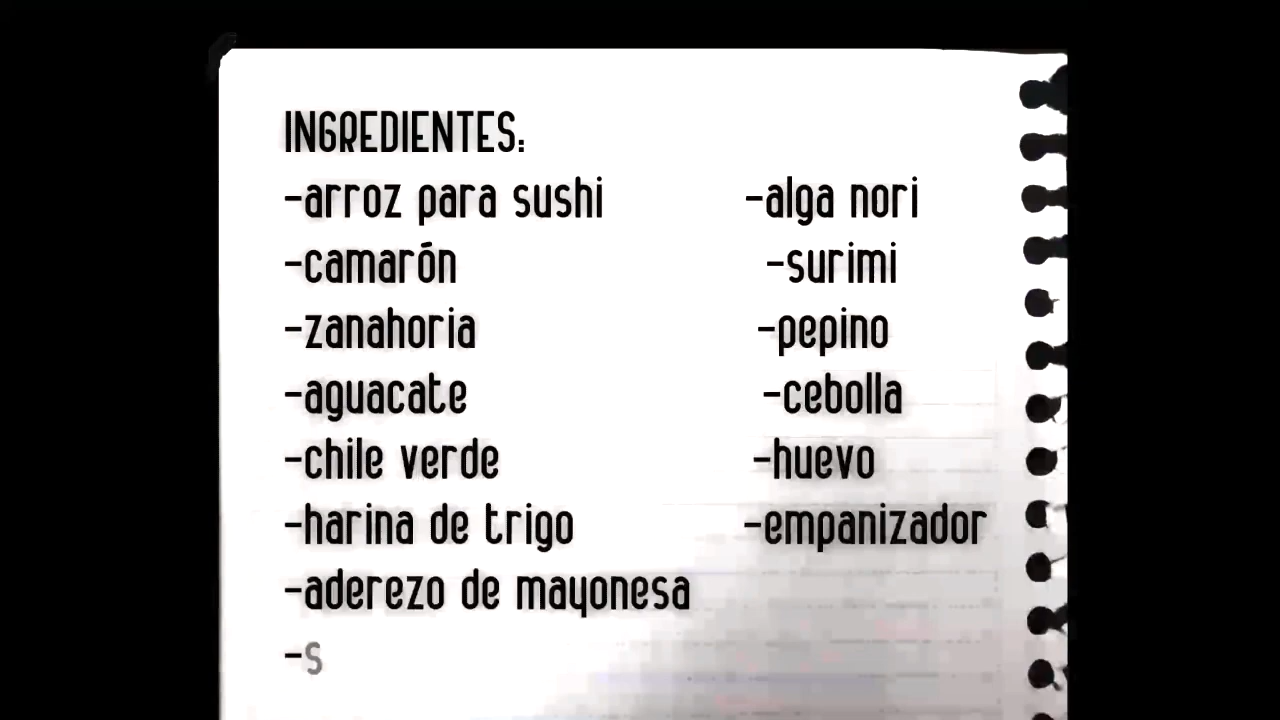 INGREDIENTES:
-arroz para sushi -alga nori
-camarón -surimi
-zanahoria -pepino
-aguacate -cebolla
-chile verde -huevo
-harina de trigo -empanizador
-aderezo de mayonesa
-s